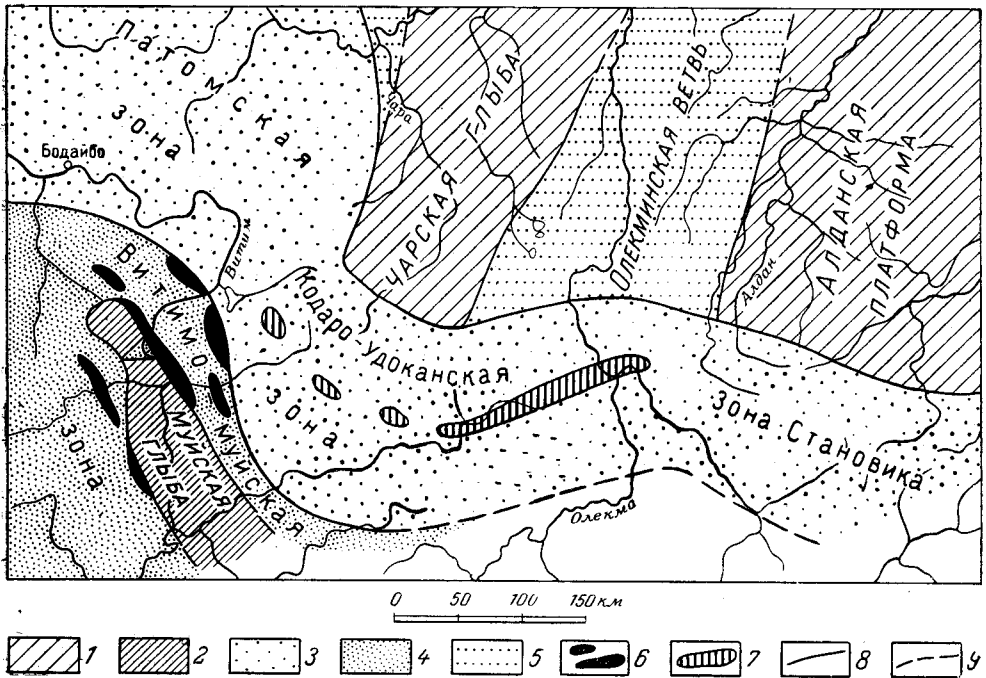 Патомская
зона
Бодайбо
Чара
ЧАРСКАЯ
ГЛЫБА
ОЛЕКМИНСКАЯ ВЕТВЬ
АЛДАНСКАЯ
ПЛАТФОРМА
Алдан
Витим
Витимо-Муйская
зона
МУЙСКАЯ
ГЛЫБА
Кодаро-Удоканская
зона
Зона Становика
Олекма
0 50 100 150 км
1 2 3 4 5 6 7 8 9